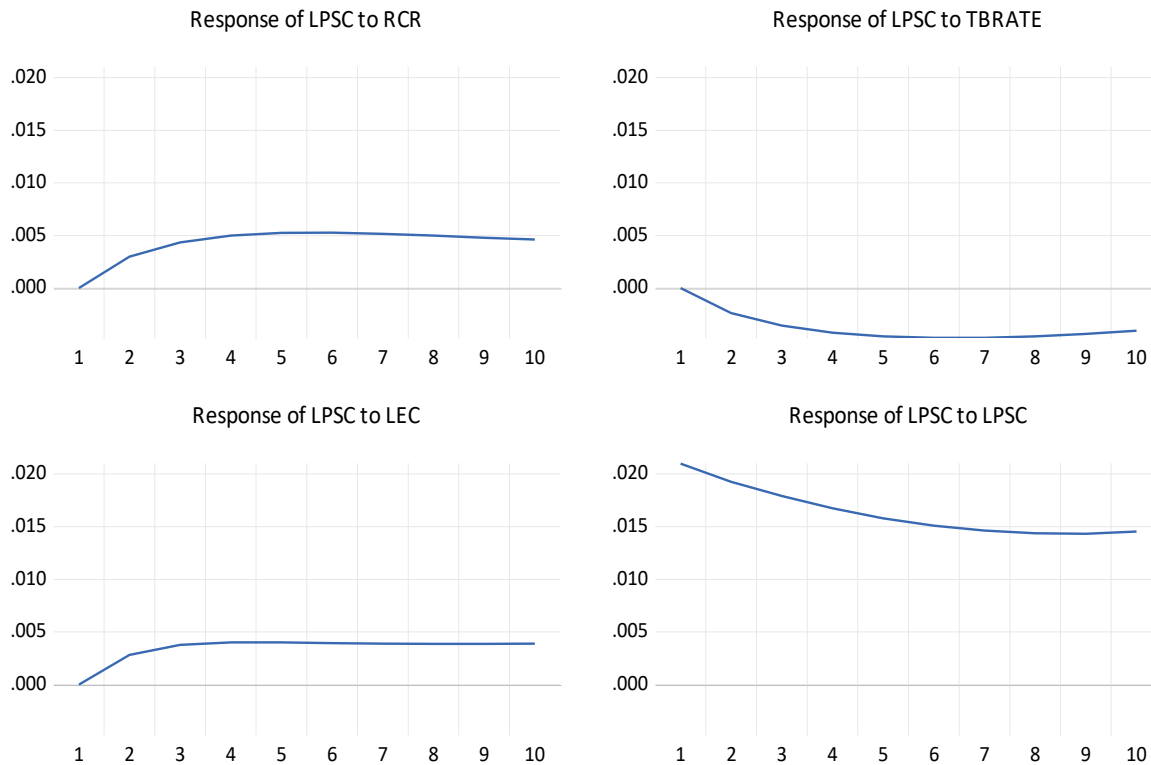 Response of LPSC to RCR
.020
.015
.010
.005
.000
1 2 3 4 5 6 7 8 9 10
Response of LPSC to TBRATE
.020
.015
.010
.005
.000
1 2 3 4 5 6 7 8 9 10
Response of LPSC to LEC
.020
.015
.010
.005
.000
1 2 3 4 5 6 7 8 9 10
Response of LPSC to LPSC
.020
.015
.010
.005
.000
1 2 3 4 5 6 7 8 9 10